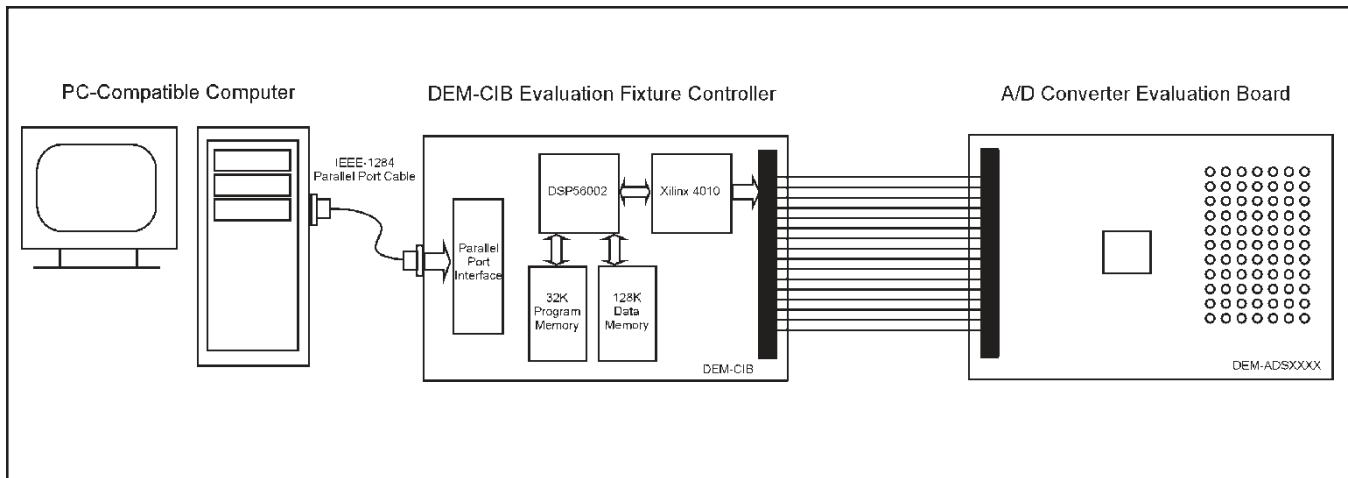 PC-Compatible Computer
DEM-CIB Evaluation Fixture Controller
A/D Converter Evaluation Board
IEEE-1284
Parallel Port Cable
DSP56002
Xilinx 4010
Parallel
Port
Interface
32K
Program
Memory
128K
Data
Memory
DEM-CIB
DEM-ADSXXXX